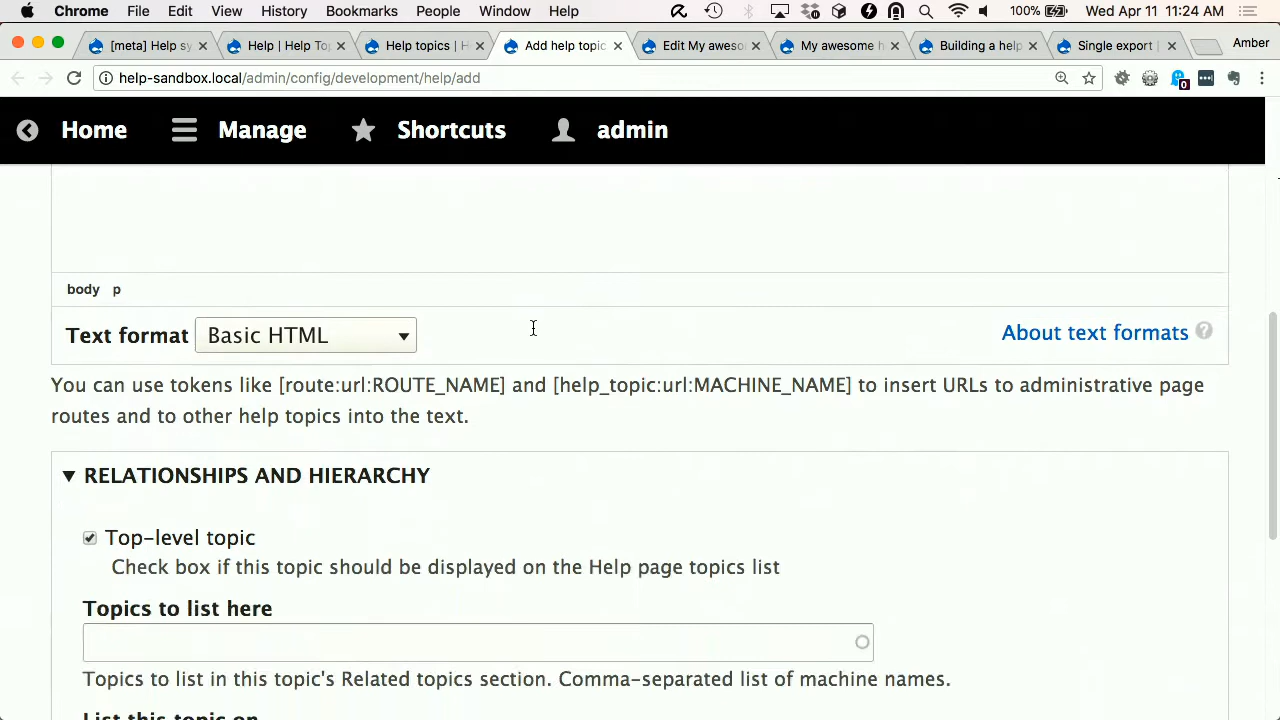 Chrome File Edit View History Bookmarks People Window Help 100% Wed Apr 11 11:24 AM
[meta] Help sy × Help | Help To × Help topics | H × Add help topic × Edit My aweso × My awesome h × Building a help × Single export | × Amber
help-sandbox.local/admin/config/development/help/add 0
Home Manage Shortcuts admin
body p
Text format Basic HTML About text formats ?
You can use tokens like [route:url:ROUTE_NAME] and [help_topic:url:MACHINE_NAME] to insert URLs to administrative page
routes and to other help topics into the text.
RELATIONSHIPS AND HIERARCHY
Top-level topic
Check box if this topic should be displayed on the Help page topics list
Topics to list here
Topics to list in this topic's Related topics section. Comma-separated list of machine names.
List this topic on